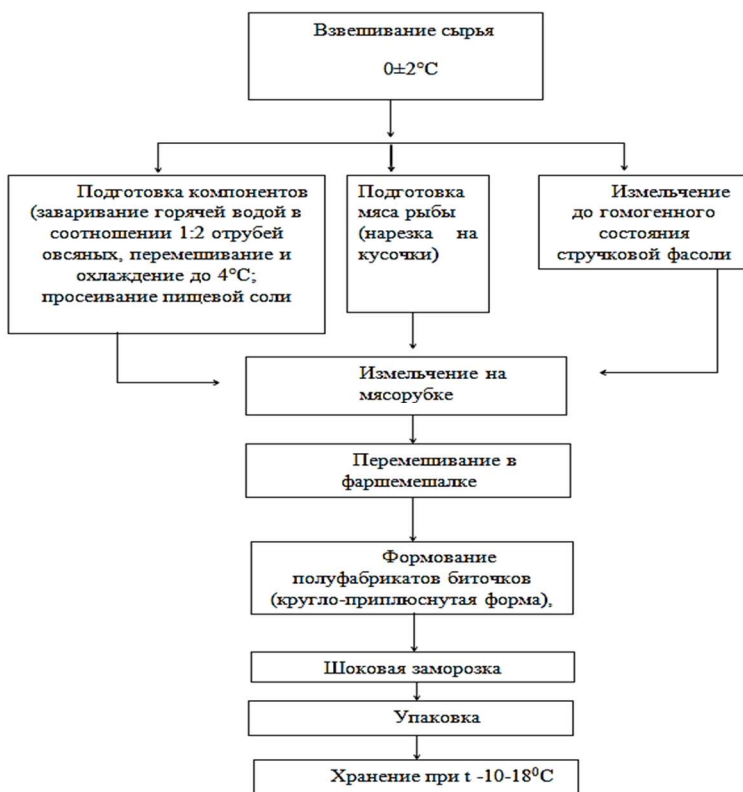 Взвешивание сырья
0±2°С
Подготовка компонентов
(заваривание горячей водой в
соотношении 1:2 отрубей
овсяных, перемешивание и
охлаждение до 4°С;
просеивание пищевой соли
Подготовка
мяса рыбы
(нарезка на
кусочки)
Измельчение
до гомогенного
состояния
стручковой фасоли
Измельчение на
мясорубке
Перемешивание в
фаршемешалке
Формование
полуфабрикатов биточков
(кругло-приплюснутая форма),
Шоковая заморозка
Упаковка
Хранение при t -10-18⁰С